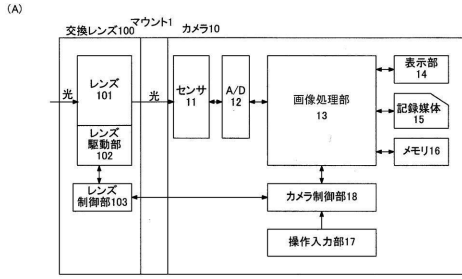 (A)
交換レンズ100
マウント1
カメラ10
光
レンズ
101
レンズ
駆動部
102
レンズ
制御部103
光
センサ
11
A/D
12
画像処理部
13
表示部
14
記録媒体
15
メモリ16
カメラ制御部18
操作入力部17